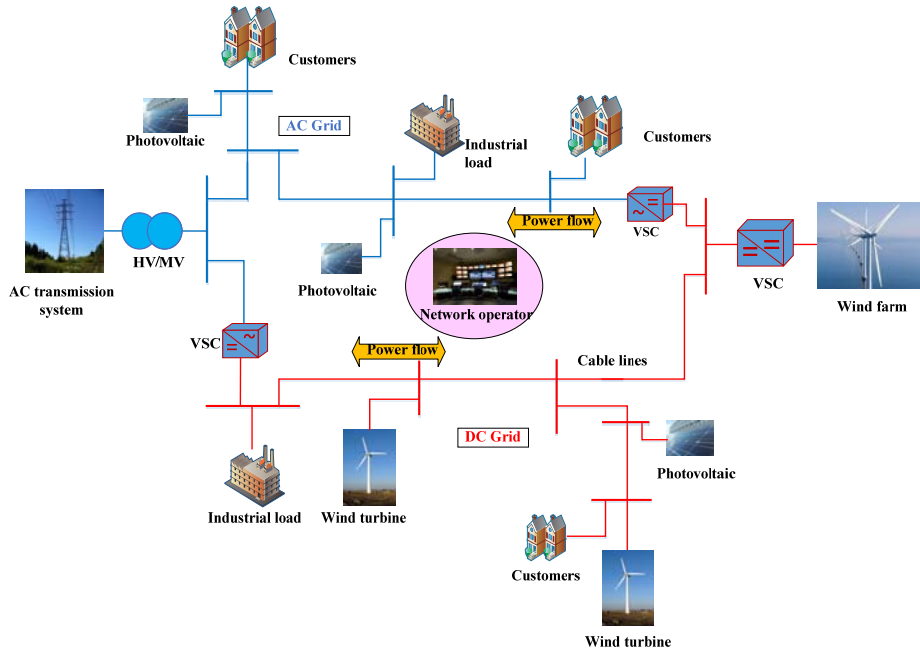 Customers
Photovoltaic
AC Grid
Industrial
load
Customers
AC transmission
system
HV/MV
Power flow
VSC
VSC
Wind farm
Photovoltaic
Network operator
VSC
Power flow
Cable lines
DC Grid
Photovoltaic
Industrial load
Wind turbine
Customers
Wind turbine